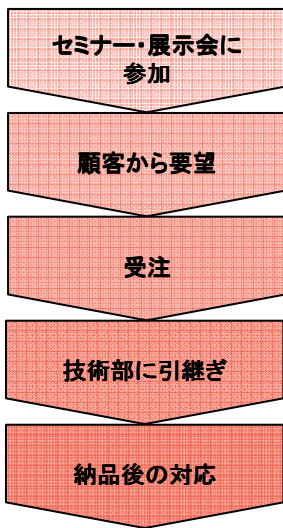 セミナー・展示会に
参加
顧客から要望
受注
技術部に引継ぎ
納品後の対応